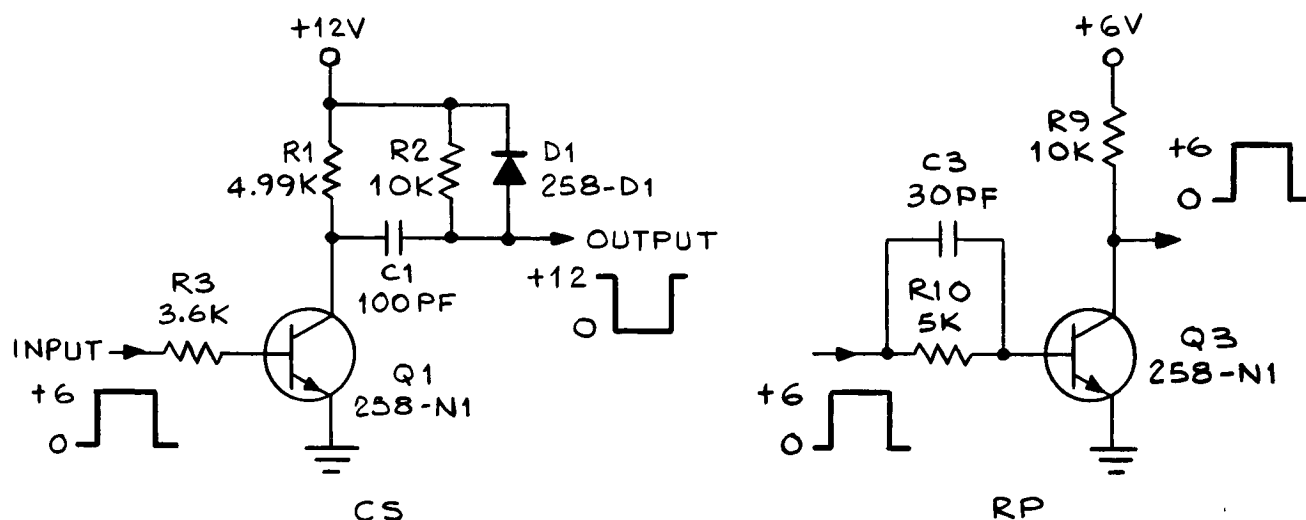 +12V
R1
4.99K
R2
10K
D1
258-D1
C1
100PF
OUTPUT
+12
0
R3
3.6K
INPUT
+6
0
Q1
258-N1
CS
+6V
R9
10K
+6
0
C3
30PF
R10
5K
+6
0
Q3
258-N1
RP